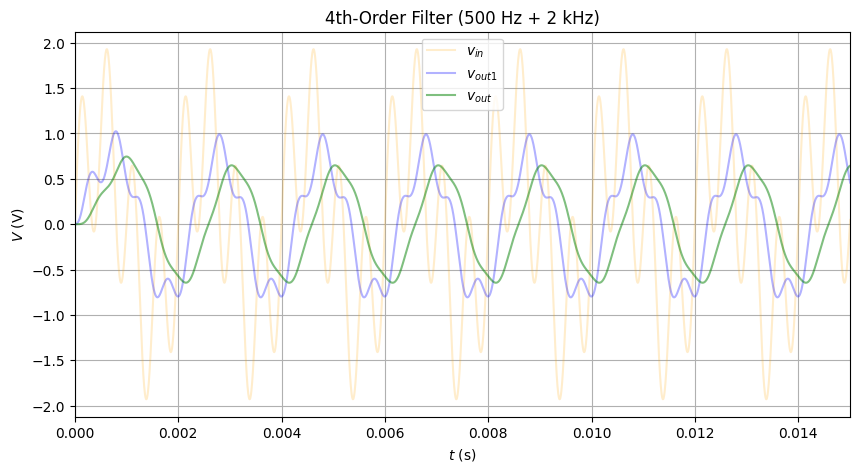 4th-Order Filter (500 Hz + 2 kHz)
v_in
v_out1
v_out
2.0
1.5
1.0
0.5
0.0
−0.5
−1.0
−1.5
−2.0
V (V)
0.000 0.002 0.004 0.006 0.008 0.010 0.012 0.014
t (s)